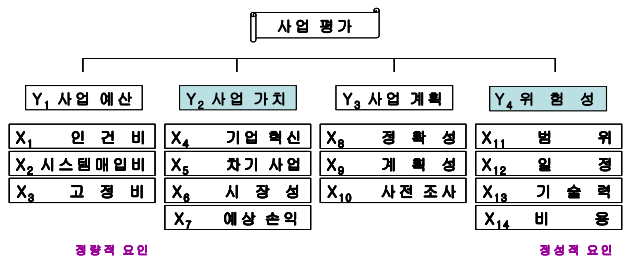 사업 평가
Y1 사업 예산
Y2 사업 가치
Y3 사업 계획
Y4 위 험 성
X1 인 건 비
X2 시스템매입비
X3 고 정 비
X4 기업 혁신
X5 차기 사업
X6 시 장 성
X7 예상 손익
X8 정 확 성
X9 계 획 성
X10 사전 조사
X11 범 위
X12 일 정
X13 기 술 력
X14 비 용
정량적 요인
정성적 요인